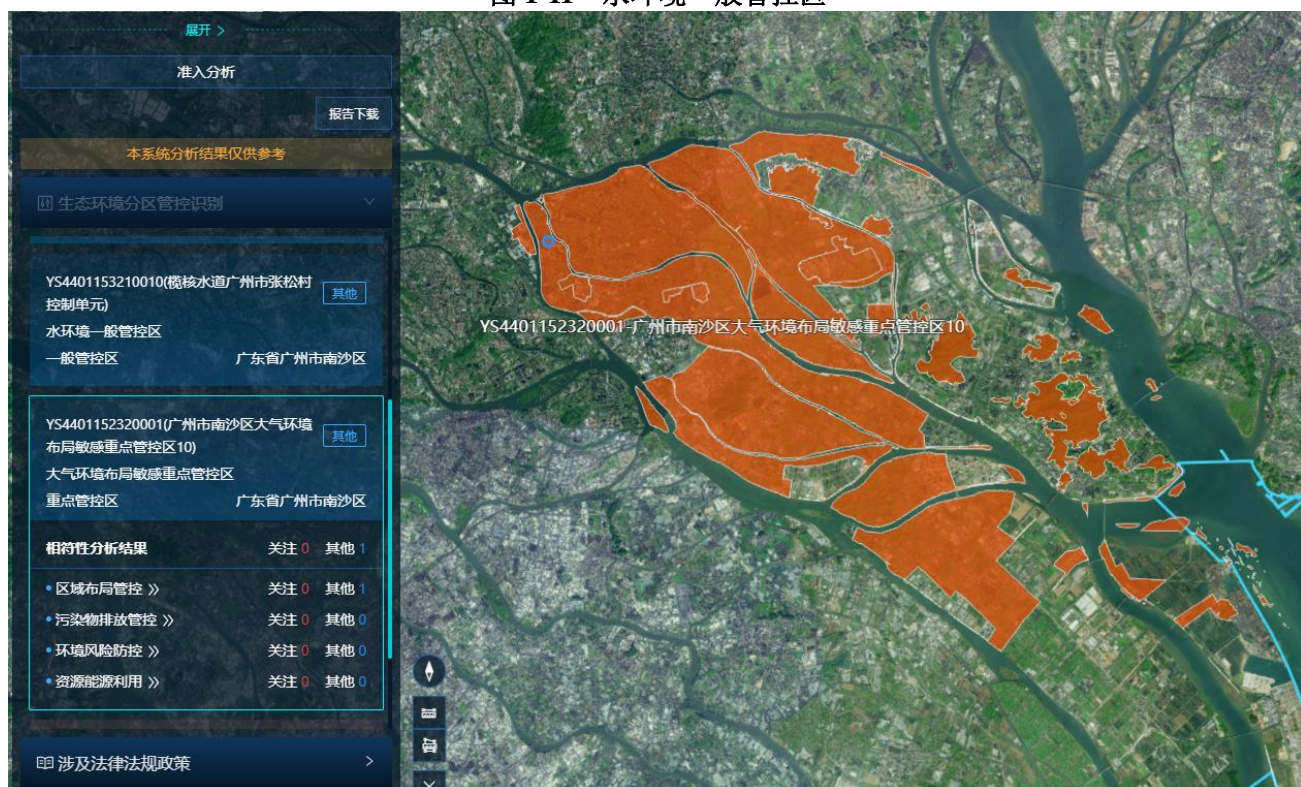 图 1-11 水环境一般管控区
展开 >
准入分析
报告下载
本系统分析结果仅供参考
生态环境分区管控识别
YS4401153210010(榄核水道广州市张松村
控制单元)
其他
水环境一般管控区
一般管控区 广东省广州市南沙区
YS4401152320001(广州市南沙区大气环境
布局敏感重点管控区10)
其他
大气环境布局敏感重点管控区
重点管控区 广东省广州市南沙区
相符性分析结果 关注 0 其他 1
• 区域布局管控 » 关注 0 其他 1
• 污染物排放管控 » 关注 0 其他 0
• 环境风险防控 » 关注 0 其他 0
• 资源能源利用 » 关注 0 其他 0
涉及法律法规政策 >
YS4401152320001-广州市南沙区大气环境布局敏感重点管控区10